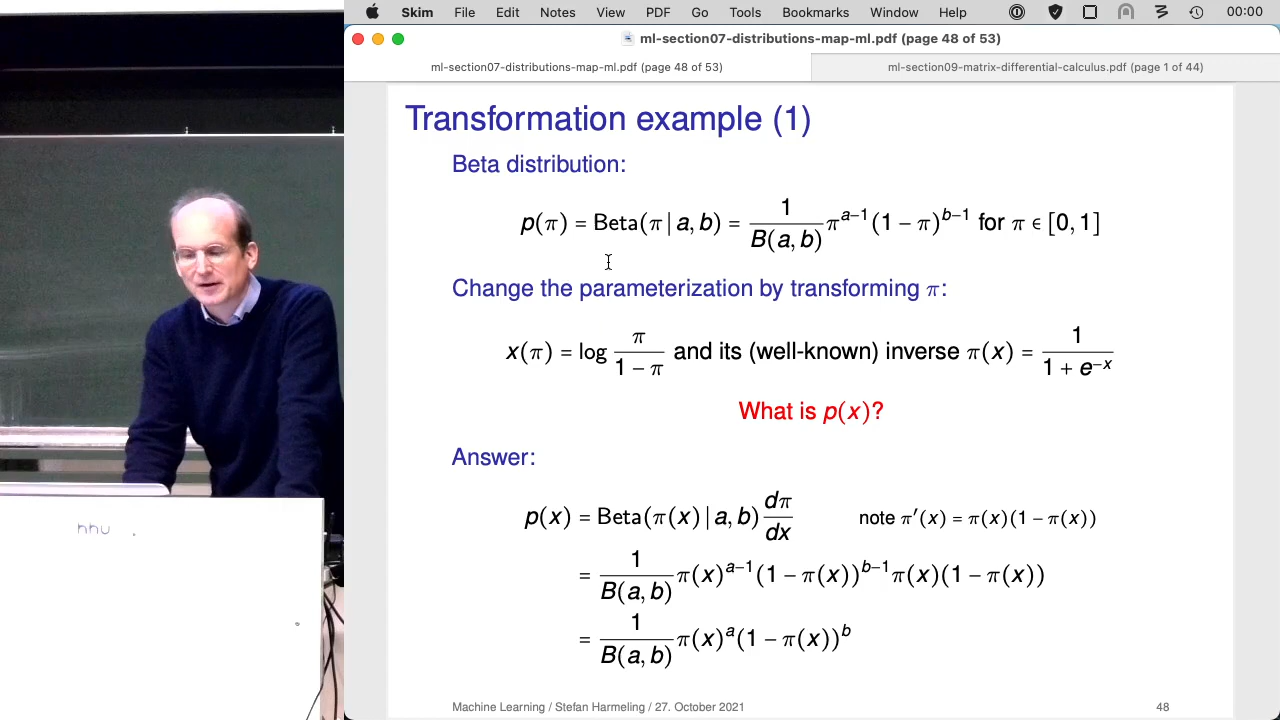 Skim File Edit Notes View PDF Go Tools Bookmarks Window Help 00:00
ml-section07-distributions-map-ml.pdf (page 48 of 53)
ml-section07-distributions-map-ml.pdf (page 48 of 53) ml-section09-matrix-differential-calculus.pdf (page 1 of 44)
Transformation example (1)
Beta distribution:
p(π) = Beta(π | a, b) = 1/B(a, b) π^{a−1}(1 − π)^{b−1} for π ∈ [0, 1]
Change the parameterization by transforming π:
x(π) = log π/(1 − π) and its (well-known) inverse π(x) = 1/(1 + e^{−x})
What is p(x)?
Answer:
p(x) = Beta(π(x) | a, b) dπ/dx note π′(x) = π(x)(1 − π(x))
= 1/B(a, b) π(x)^{a−1}(1 − π(x))^{b−1}π(x)(1 − π(x))
= 1/B(a, b) π(x)^a(1 − π(x))^b
Machine Learning / Stefan Harmeling / 27. October 2021 48
hhu